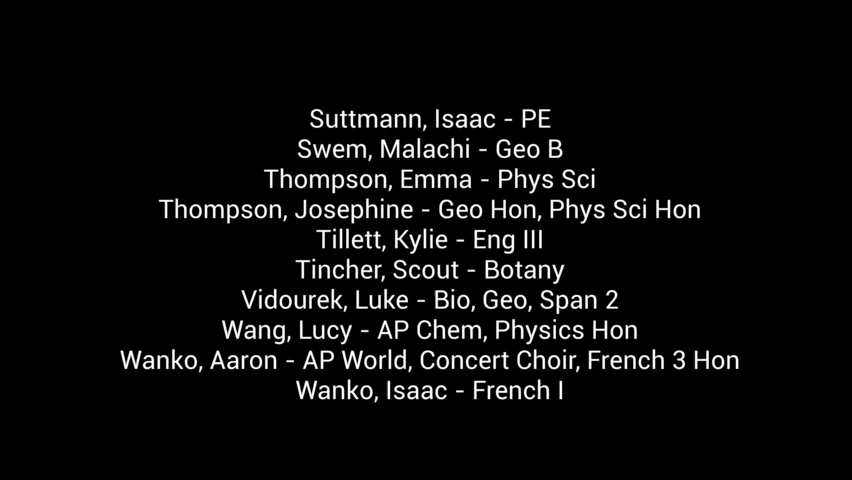 Suttmann, Isaac - PE
Swem, Malachi - Geo B
Thompson, Emma - Phys Sci
Thompson, Josephine - Geo Hon, Phys Sci Hon
Tillett, Kylie - Eng III
Tincher, Scout - Botany
Vidourek, Luke - Bio, Geo, Span 2
Wang, Lucy - AP Chem, Physics Hon
Wanko, Aaron - AP World, Concert Choir, French 3 Hon
Wanko, Isaac - French I